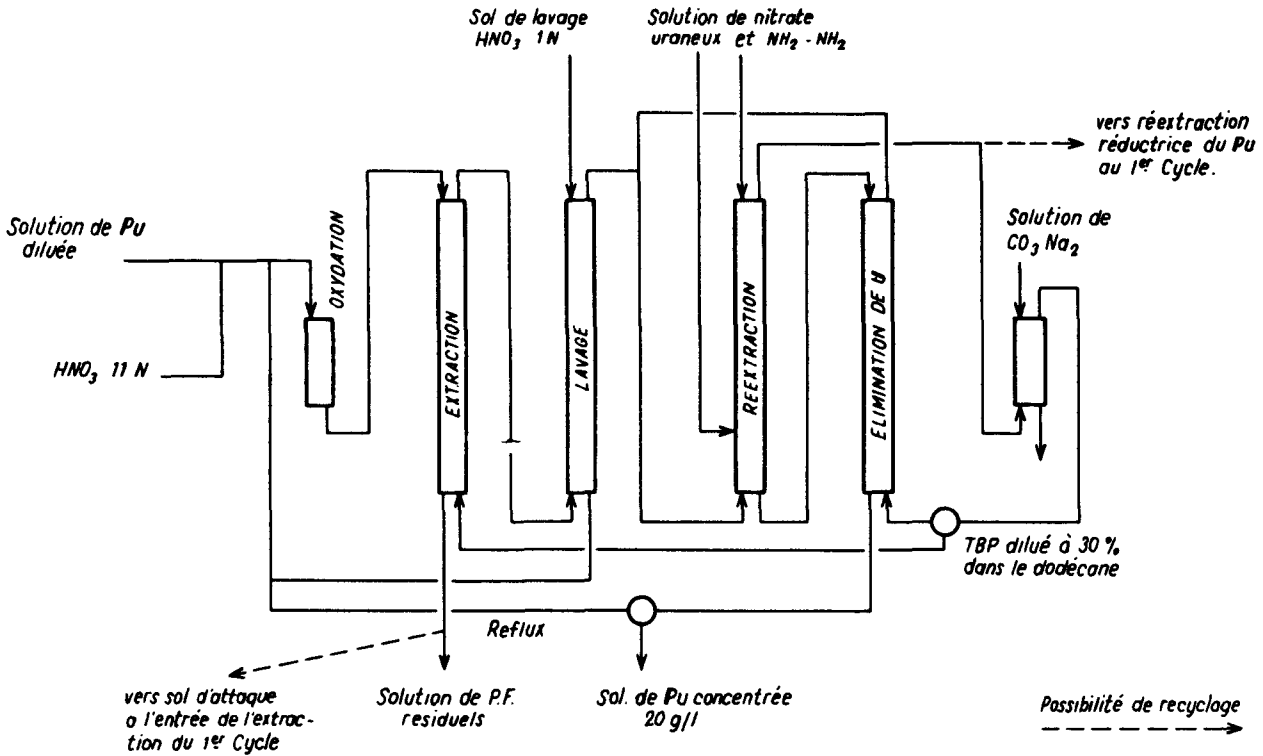 Sol de lavage
HNO3 1N
Solution de nitrate
uraneux et NH2-NH2
vers réextraction
réductrice du Pu
au 1er Cycle.
Solution de Pu
diluée
OXYDATION
Solution de
CO3 Na2
HNO3 11 N
EXTRACTION
LAVAGE
REEXTRACTION
ELIMINATION DE U
TBP dilué à 30 %
dans le dodécane
Reflux
vers sol d'attaque
a l'entrée de l'extrac-
tion du 1er Cycle
Solution de P.F.
residuels
Sol. de Pu concentrée
20 g/l
Possibilité de recyclage